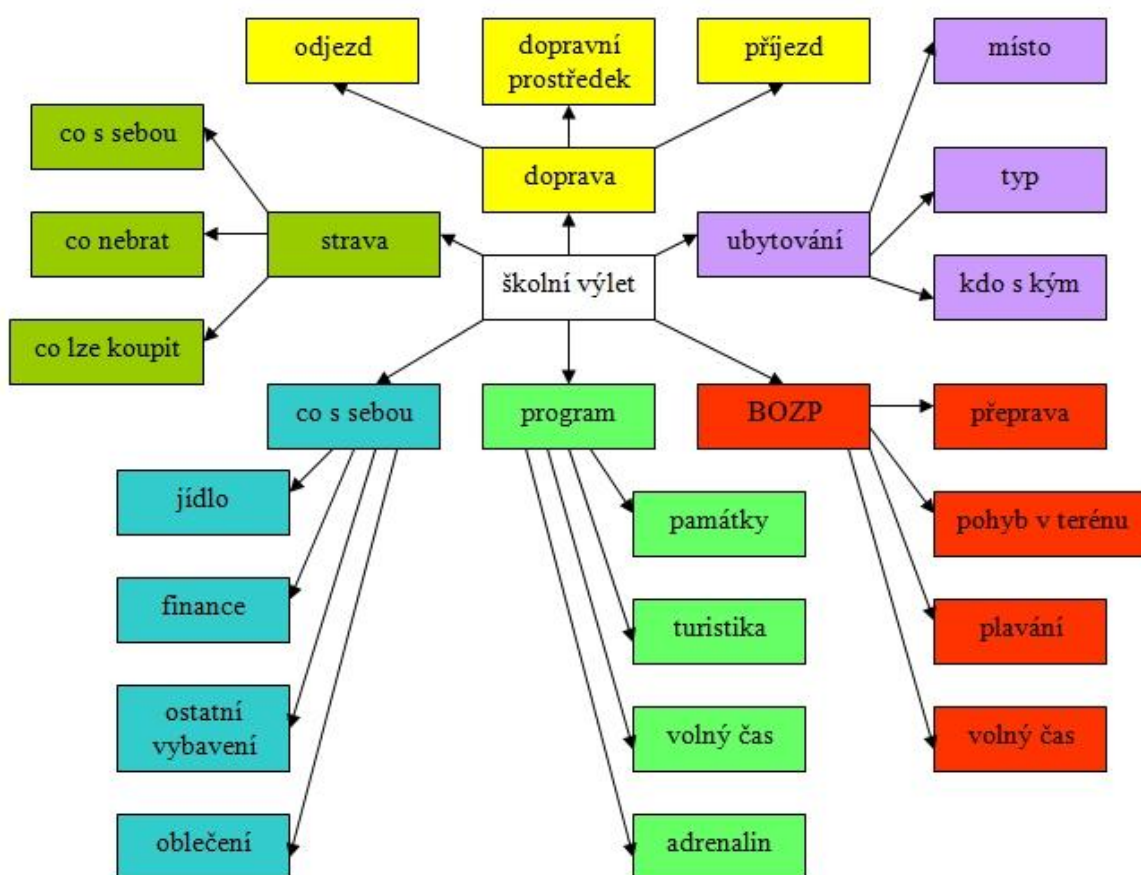 odjezd
dopravní
prostředek
příjezd
místo
co s sebou
doprava
typ
co nebrat
strava
ubytování
školní výlet
kdo s kým
co lze koupit
co s sebou
program
BOZP
přeprava
jídlo
památky
pohyb v terénu
finance
turistika
plavání
ostatní
vybavení
volný čas
volný čas
oblečení
adrenalin